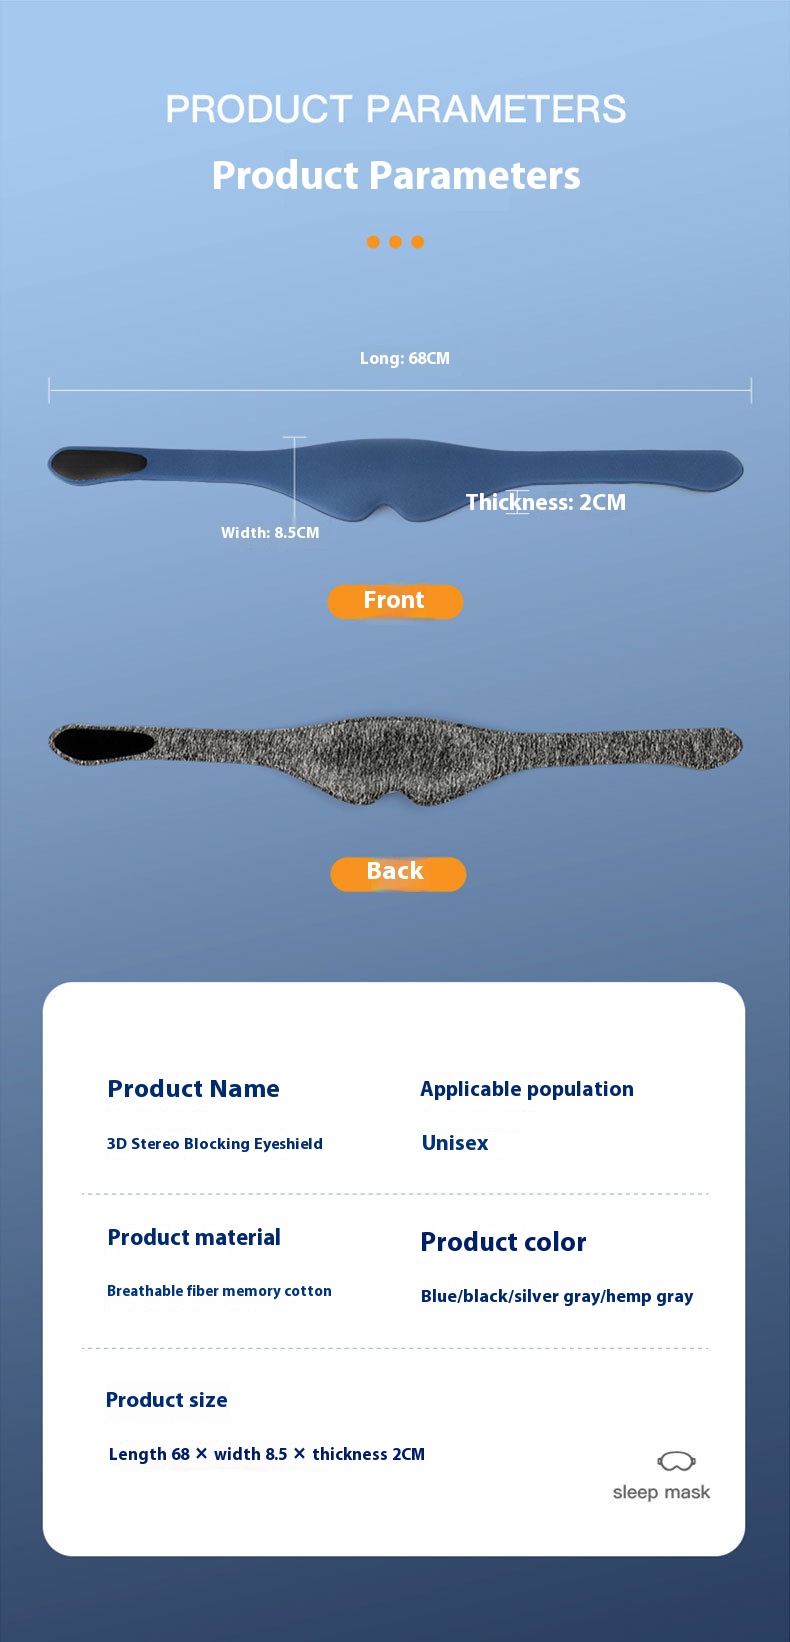 PRODUCT PARAMETERS
Product Parameters
Long: 68CM
Thickness: 2CM
Width: 8.5CM
Front
Back
Product Name
Applicable population
3D Stereo Blocking Eyeshield
Unisex
Product material
Product color
Breathable fiber memory cotton
Blue/black/silver gray/hemp gray
Product size
Length 68 × width 8.5 × thickness 2CM
sleep mask